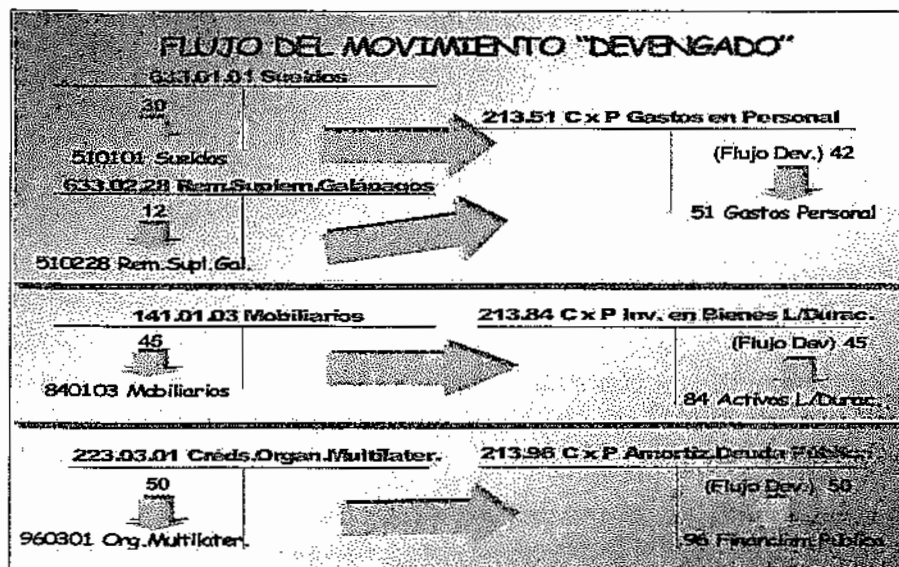 FLUJO DEL MOVIMIENTO "DEVENGADO"
633.01.01 Sueldos
30
510101 Sueldos
213.51 C x P Gastos en Personal
(Flujo Dev.) 42
51 Gastos Personal
633.02.28 Rem.Suplem.Galápagos
12
510228 Rem.Supl.Gal.
141.01.03 Mobiliarios
45
840103 Mobiliarios
213.84 C x P Inv. en Bienes L/Durac.
(Flujo Dev) 45
84 Activos L/Durac.
223.03.01 Créds.Organ.Multilater.
50
960301 Org.Multilater.
213.96 C x P Amortiz.Deuda Pública
(Flujo Dev.) 50
96 Financiam.Pública